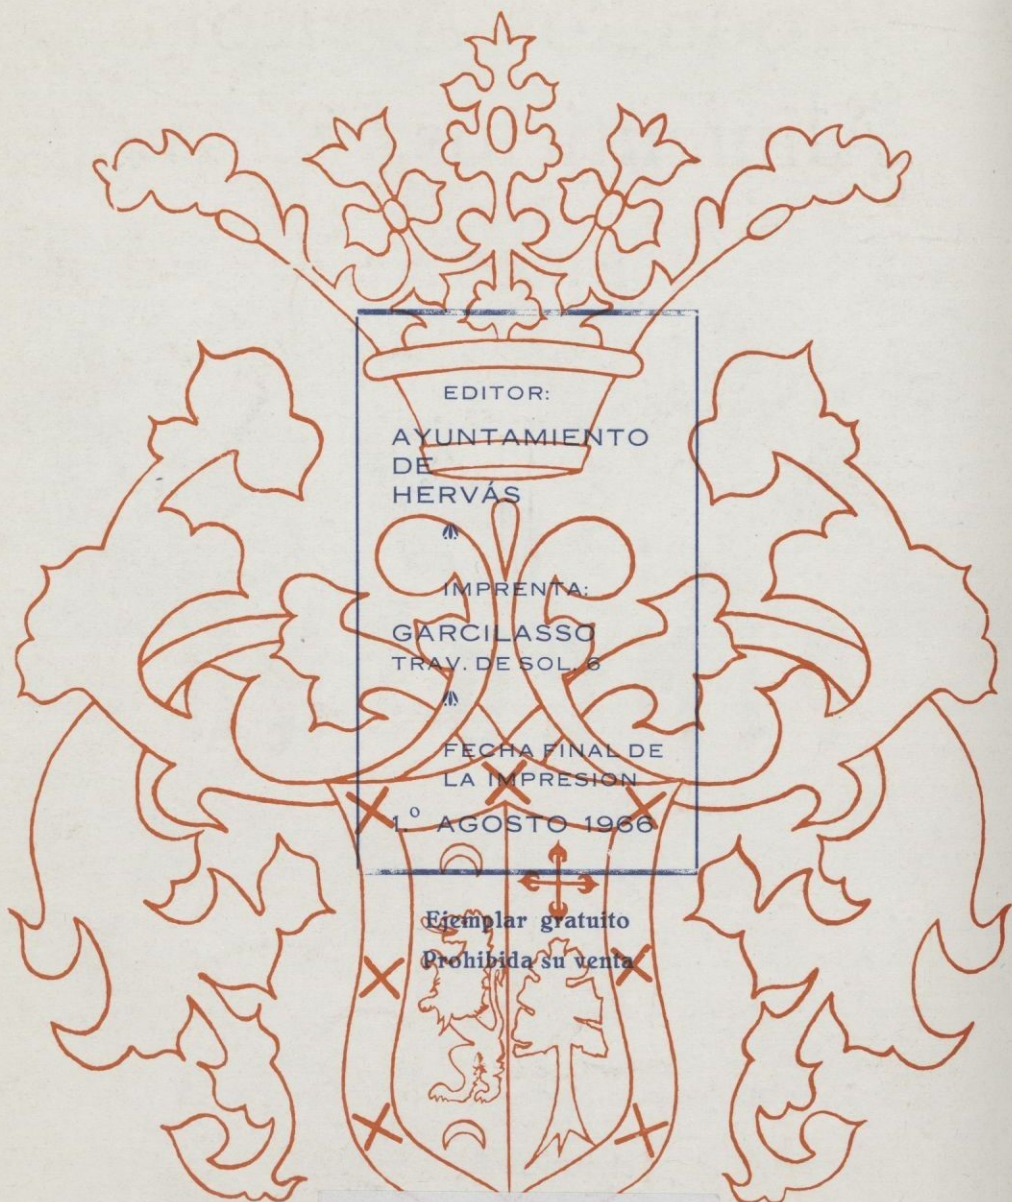 EDITOR:
AYUNTAMIENTO
DE
HERVÁS
IMPRENTA:
GARCILASSO
TRAV. DE SOL, 6
FECHA FINAL DE
LA IMPRESION
1.º AGOSTO 1966
Ejemplar gratuito
Prohibida su venta